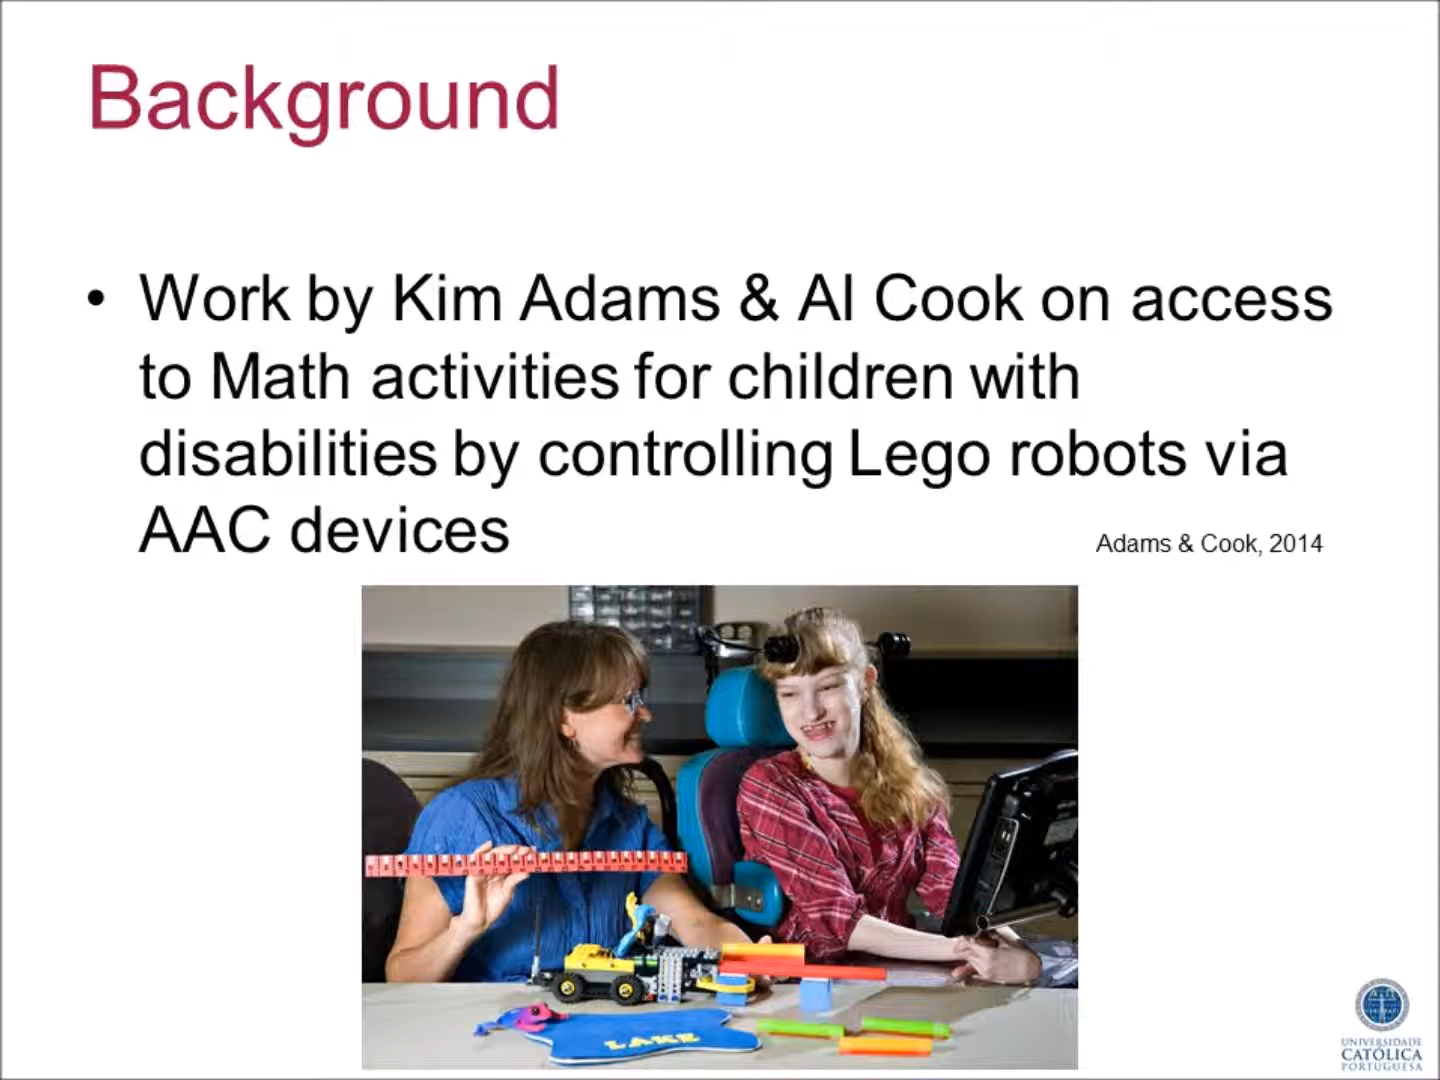 Background
• Work by Kim Adams & Al Cook on access
to Math activities for children with
disabilities by controlling Lego robots via
AAC devices
Adams & Cook, 2014
LAKE
UNIVERSIDADE
CATÓLICA
PORTUGUESA